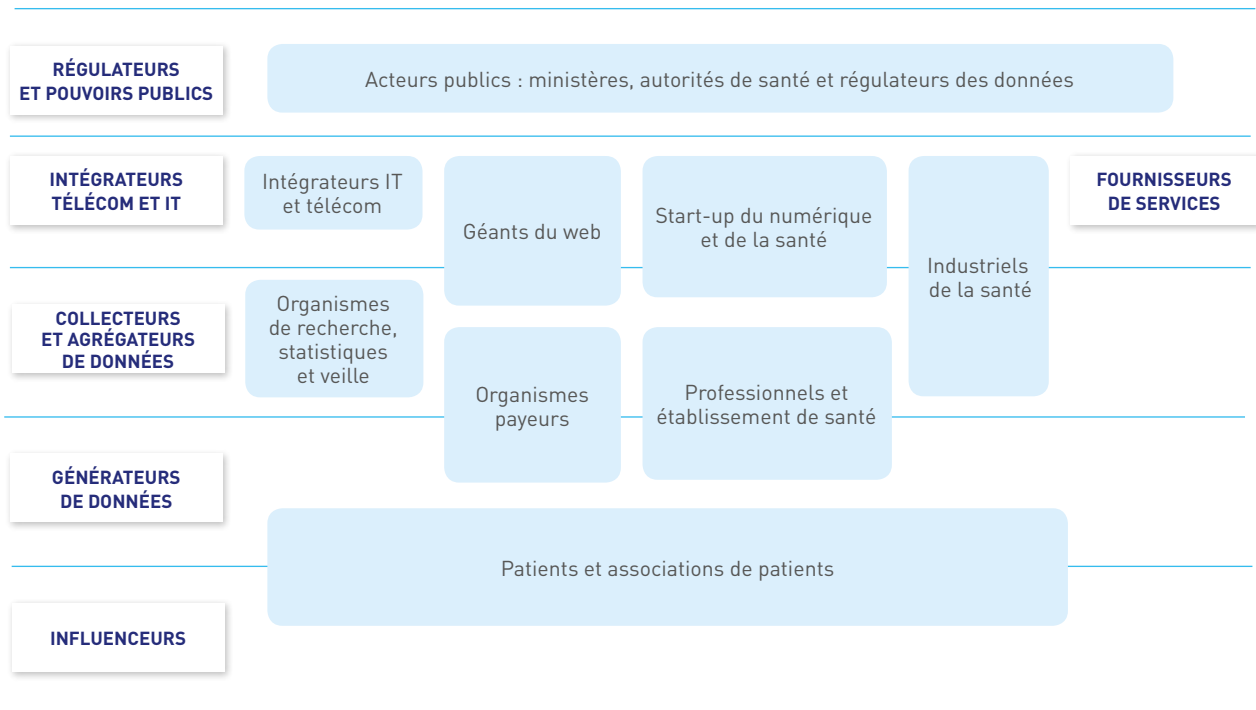 RÉGULATEURS
ET POUVOIRS PUBLICS
Acteurs publics : ministères, autorités de santé et régulateurs des données
INTÉGRATEURS
TÉLÉCOM ET IT
Intégrateurs IT
et télécom
Géants du web
Start-up du numérique
et de la santé
Industriels
de la santé
FOURNISSEURS
DE SERVICES
COLLECTEURS
ET AGRÉGATEURS
DE DONNÉES
Organismes
de recherche,
statistiques
et veille
Organismes
payeurs
Professionnels et
établissement de santé
GÉNÉRATEURS
DE DONNÉES
Patients et associations de patients
INFLUENCEURS